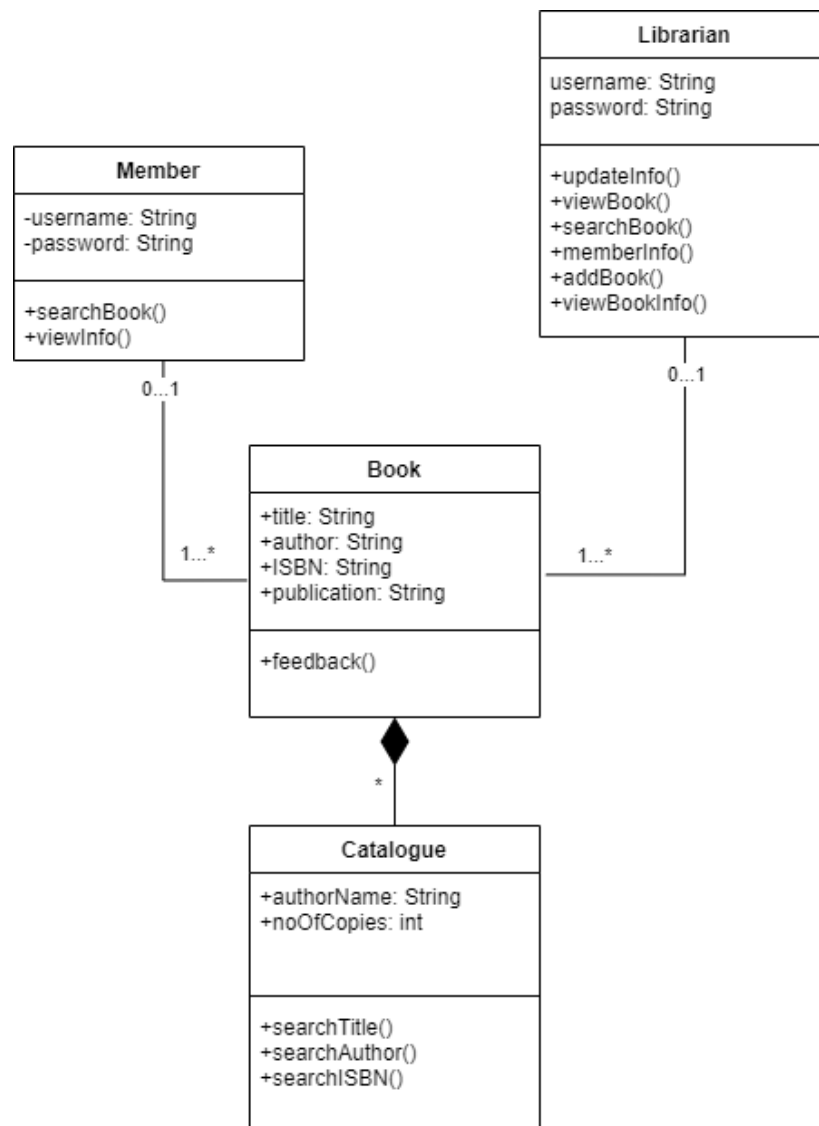 Librarian
username: String
password: String
+updateInfo()
+viewBook()
+searchBook()
+memberInfo()
+addBook()
+viewBookInfo()
0...1
Member
-username: String
-password: String
+searchBook()
+viewInfo()
0...1
Book
+title: String
+author: String
+ISBN: String
+publication: String
+feedback()
1...*
1...*
*
Catalogue
+authorName: String
+noOfCopies: int
+searchTitle()
+searchAuthor()
+searchISBN()